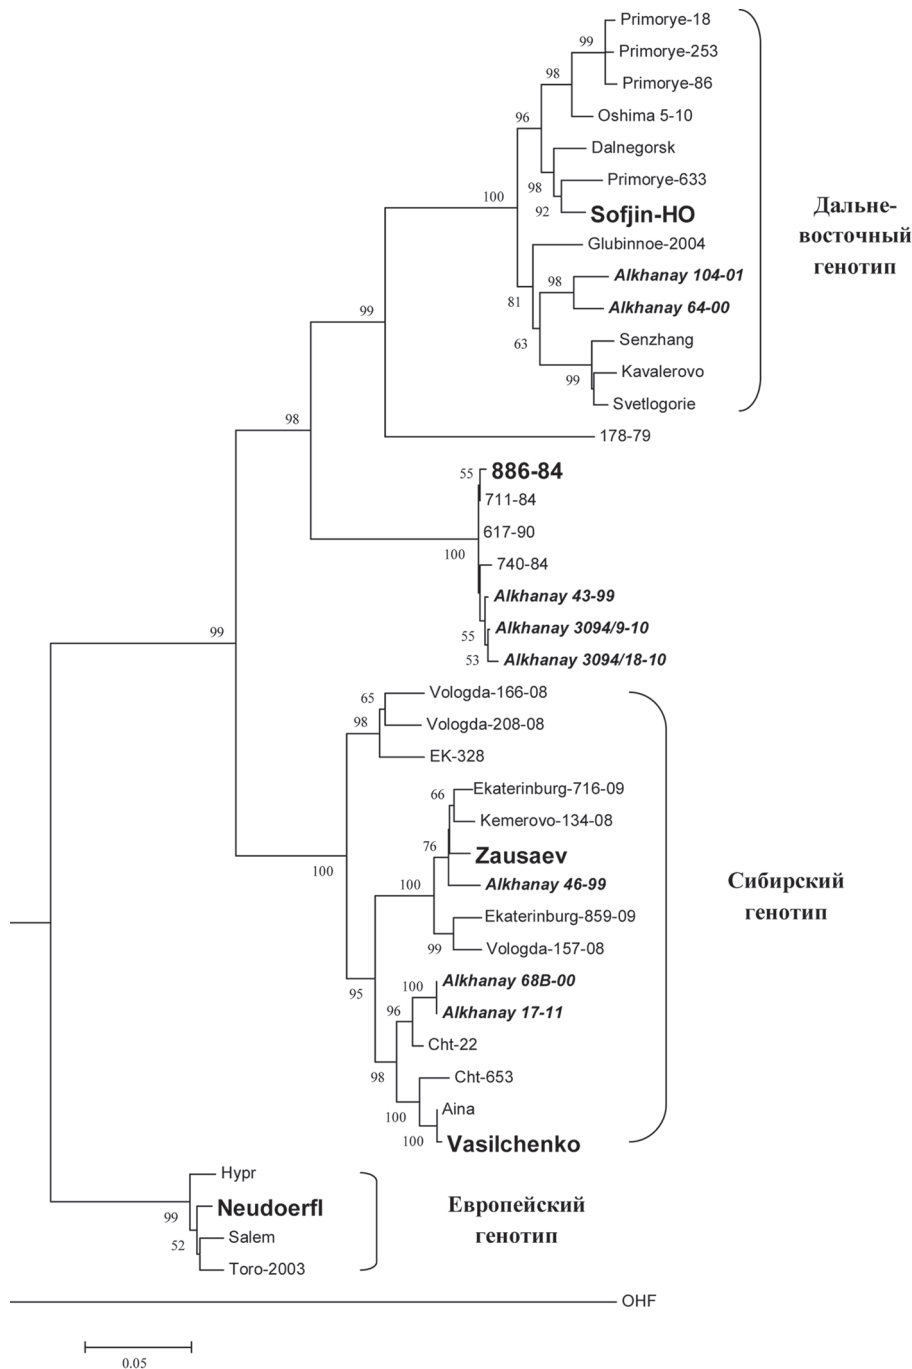 Primorye-18
99
Primorye-253
98
Primorye-86
96
Oshima 5-10
Dalnegorsk
98
Primorye-633
100
92
Sofjin-HO
Дальне-
восточный
генотип
Glubinnoe-2004
98
Alkhanay 104-01
81
Alkhanay 64-00
99
63
Senzhang
99
Kavalerovo
Svetlogorie
98
178-79
55
886-84
711-84
617-90
100
740-84
Alkhanay 43-99
99
55
Alkhanay 3094/9-10
53
Alkhanay 3094/18-10
65
Vologda-166-08
98
Vologda-208-08
EK-328
66
Ekaterinburg-716-09
Kemerovo-134-08
76
Zausaev
100
100
Alkhanay 46-99
Сибирский
генотип
Ekaterinburg-859-09
99
Vologda-157-08
95
100
Alkhanay 68B-00
96
Alkhanay 17-11
Cht-22
98
Cht-653
100
Aina
100
Vasilchenko
Hypr
99
Neudoerfl
Европейский
генотип
52
Salem
Toro-2003
OHF
0.05